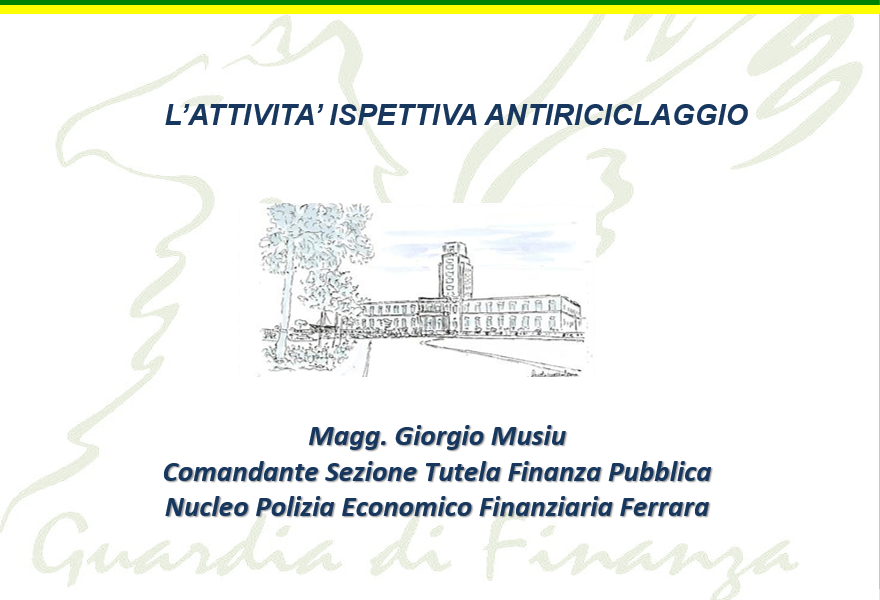 L’ATTIVITA’ ISPETTIVA ANTIRICICLAGGIO
Magg. Giorgio Musiu
Comandante Sezione Tutela Finanza Pubblica
Nucleo Polizia Economico Finanziaria Ferrara
Guardia di Finanza